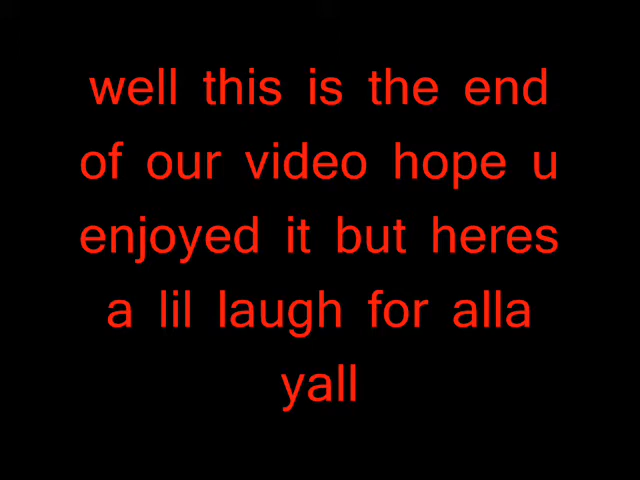 well this is the end
of our video hope u
enjoyed it but heres
a lil laugh for alla
yall